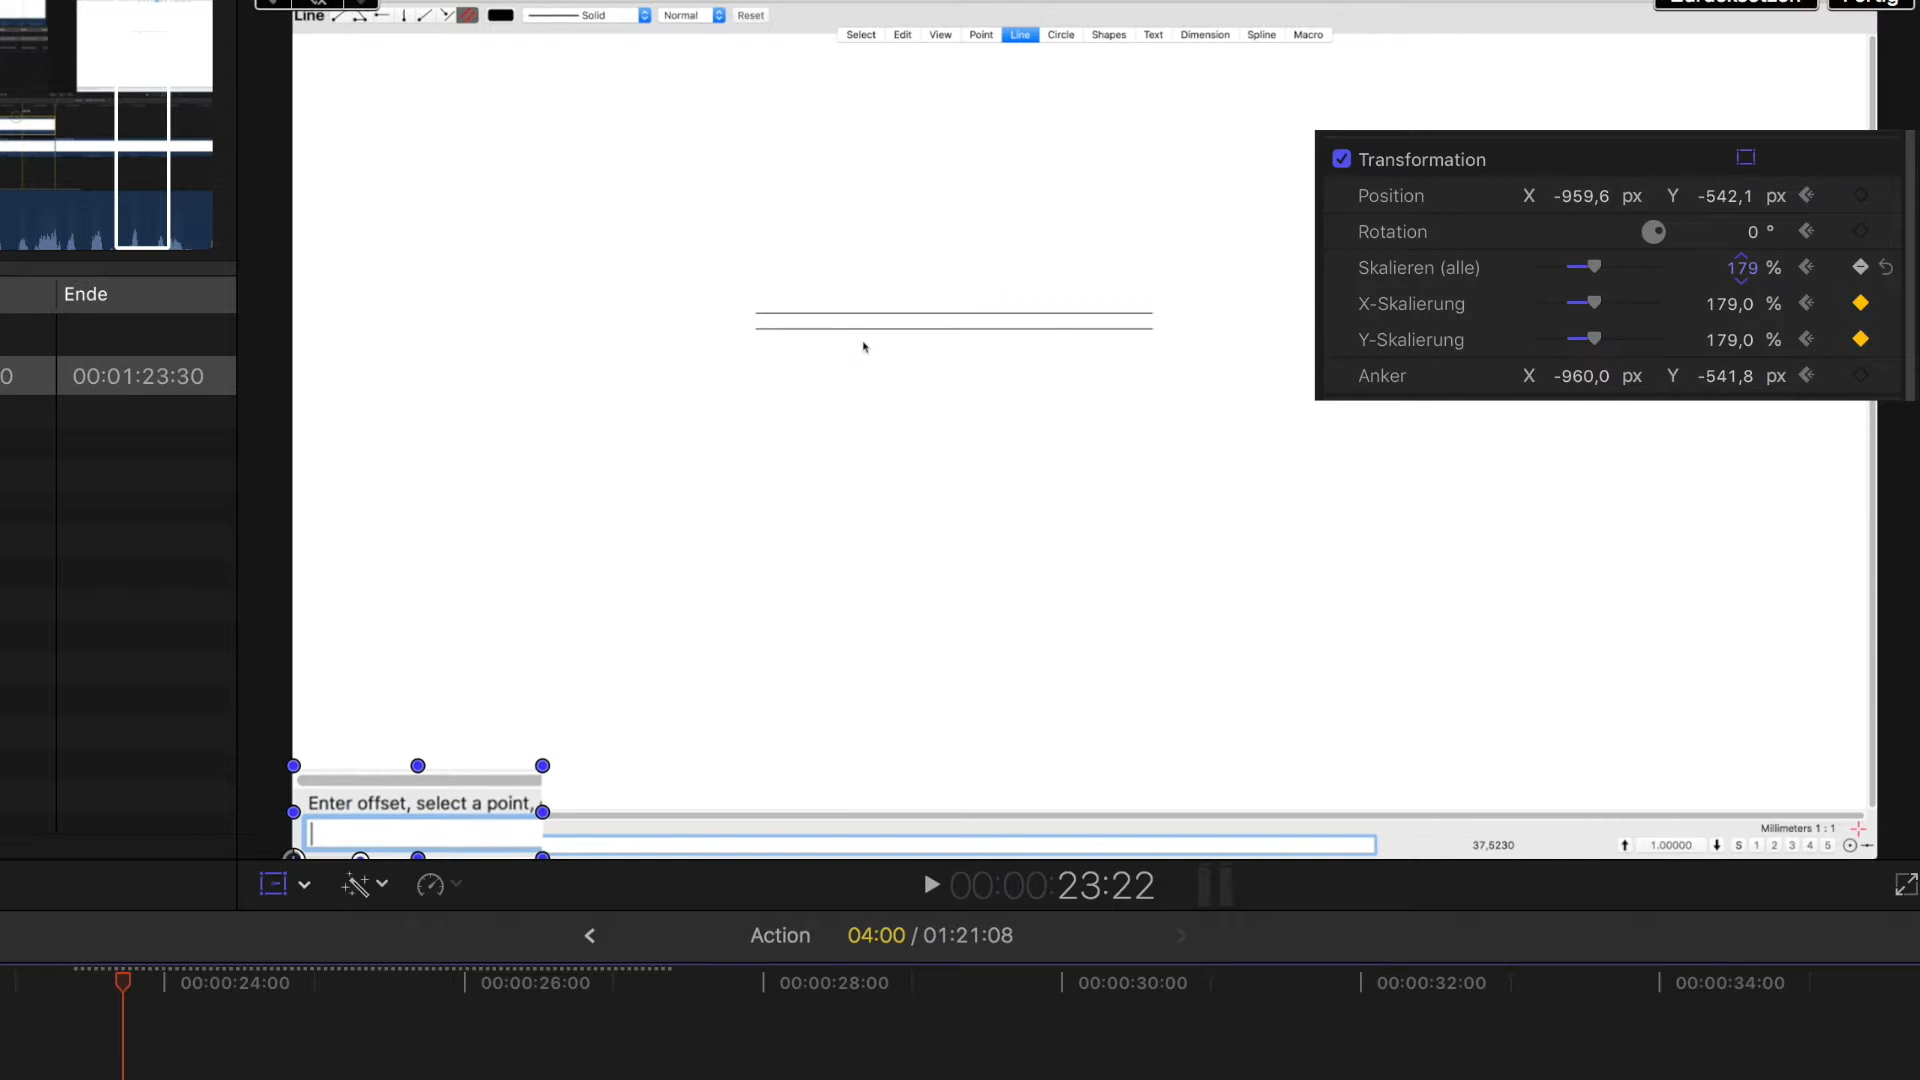 Zurücksetzen Fertig
Line Solid Normal Reset
Select Edit View Point Line Circle Shapes Text Dimension Spline Macro
Transformation
Position X -959,6 px Y -542,1 px
Rotation 0 °
Skalieren (alle) 179 %
X-Skalierung 179,0 %
Y-Skalierung 179,0 %
Anker X -960,0 px Y -541,8 px
Ende
0 00:01:23:30
Enter offset, select a point,
Millimeters 1 : 1
37,5230 1.00000 S 1 2 3 4 5
00:00:23:22
Action 04:00 / 01:21:08
00:00:24:00 00:00:26:00 00:00:28:00 00:00:30:00 00:00:32:00 00:00:34:00